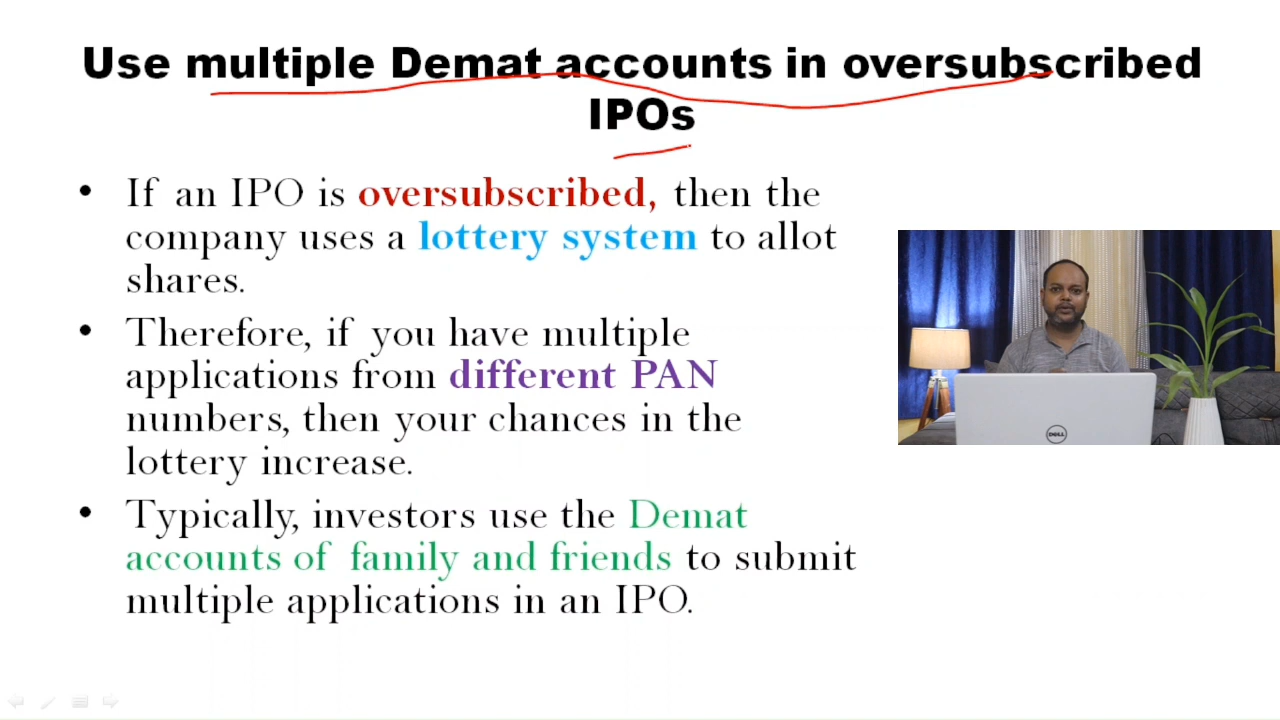 Use multiple Demat accounts in oversubscribed
IPOs
• If an IPO is oversubscribed, then the
company uses a lottery system to allot
shares.
• Therefore, if you have multiple
applications from different PAN
numbers, then your chances in the
lottery increase.
• Typically, investors use the Demat
accounts of family and friends to submit
multiple applications in an IPO.
DELL